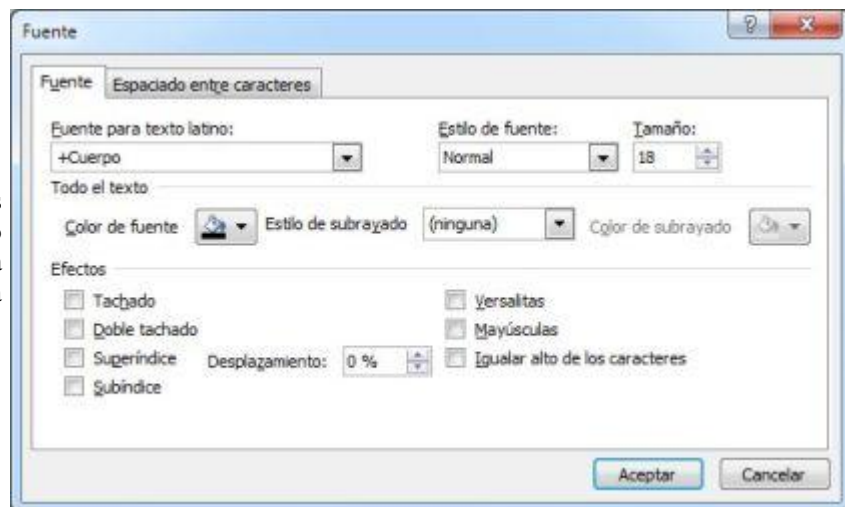 Fuente
Fuente Espaciado entre caracteres
Fuente para texto latino: Estilo de fuente: Tamaño:
+Cuerpo Normal 18
Todo el texto
Color de fuente Estilo de subrayado (ninguna) Color de subrayado
Efectos
Tachado Versalitas
Doble tachado Mayúsculas
Superíndice Desplazamiento: 0 % Igualar alto de los caracteres
Subíndice
Aceptar Cancelar